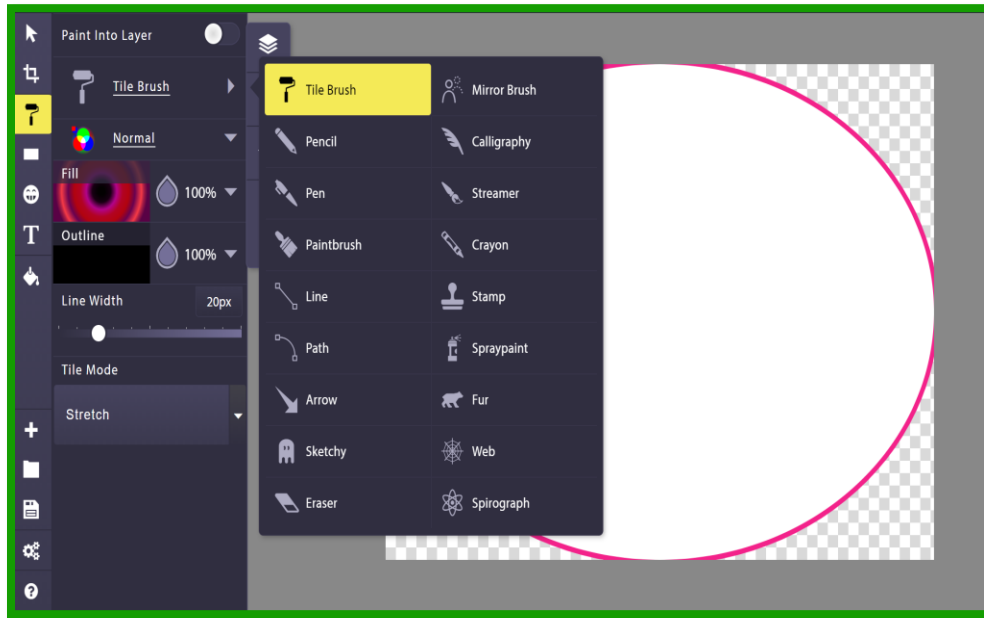 Paint Into Layer
Tile Brush
Normal
Fill
100%
Outline
100%
Line Width 20px
Tile Mode
Stretch
T
Tile Brush Mirror Brush
Pencil Calligraphy
Pen Streamer
Paintbrush Crayon
Line Stamp
Path Spraypaint
Arrow Fur
Sketchy Web
Eraser Spirograph